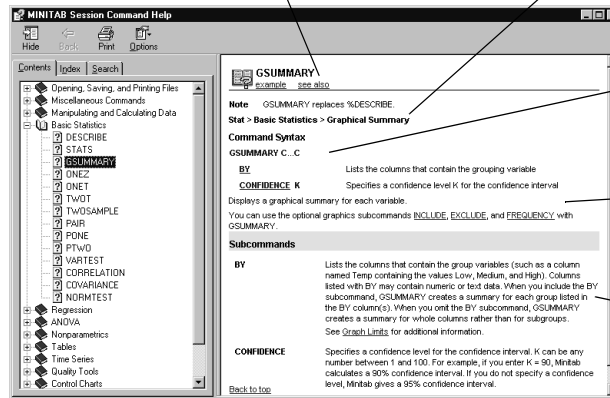 MINITAB Session Command Help
Hide Back Print Options
Contents Index Search
Opening, Saving, and Printing Files
Miscellaneous Commands
Manipulating and Calculating Data
Basic Statistics
DESCRIBE
STATS
GSUMMARY
ONEZ
ONET
TWOT
TWOSAMPLE
PAIR
PONE
PTWO
VARTEST
CORRELATION
COVARIANCE
NORMTEST
Regression
ANOVA
Nonparametrics
Tables
Time Series
Quality Tools
Control Charts
GSUMMARY
example see also
Note GSUMMARY replaces %DESCRIBE.
Stat > Basic Statistics > Graphical Summary
Command Syntax
GSUMMARY C...C
BY Lists the columns that contain the grouping variable
CONFIDENCE K Specifies a confidence level K for the confidence interval
Displays a graphical summary for each variable.
You can use the optional graphics subcommands INCLUDE, EXCLUDE, and FREQUENCY with
GSUMMARY.
Subcommands
BY Lists the columns that contain the group variables (such as a column
named Temp containing the values Low, Medium, and High). Columns
listed with BY may contain numeric or text data. When you include the BY
subcommand, GSUMMARY creates a summary for each group listed in
the BY column(s). When you omit the BY subcommand, GSUMMARY
creates a summary for whole columns rather than for subgroups.
See Graph Limits for additional information.
CONFIDENCE Specifies a confidence level for the confidence interval. K can be any
number between 1 and 100. For example, if you enter K = 90, Minitab
calculates a 90% confidence interval. If you do not specify a confidence
level, Minitab gives a 95% confidence interval.
Back to top